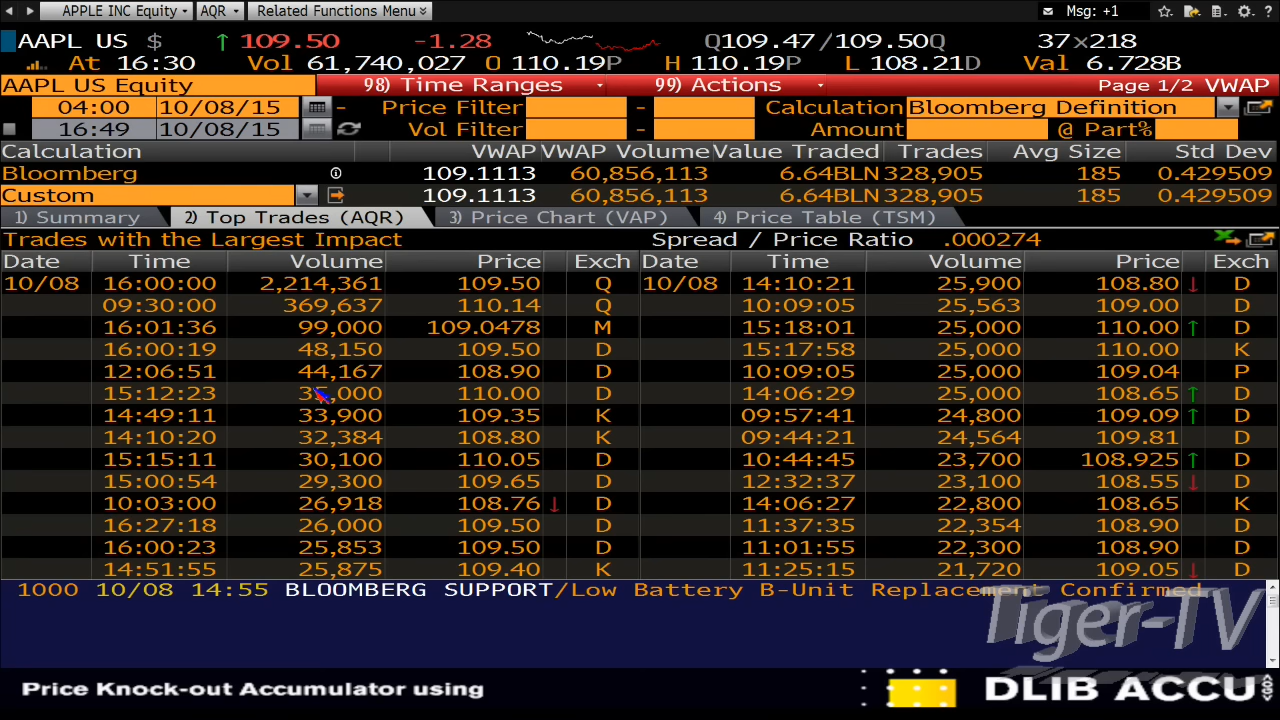 APPLE INC Equity AQR Related Functions Menu Msg: +1
AAPL US $ ↑ 109.50 -1.28 Q109.47/109.50Q 37×218
At 16:30 Vol 61,740,027 O 110.19P H 110.19P L 108.21D Val 6.728B
AAPL US Equity 98) Time Ranges 99) Actions Page 1/2 VWAP
04:00 10/08/15 - Price Filter - Calculation Bloomberg Definition
16:49 10/08/15 Vol Filter - Amount @ Part%
Calculation VWAP VWAP Volume Value Traded Trades Avg Size Std Dev
Bloomberg 109.1113 60,856,113 6.64BLN 328,905 185 0.429509
Custom 109.1113 60,856,113 6.64BLN 328,905 185 0.429509
1) Summary 2) Top Trades (AQR) 3) Price Chart (VAP) 4) Price Table (TSM)
Trades with the Largest Impact Spread / Price Ratio .000274
Date Time Volume Price Exch Date Time Volume Price Exch
10/08 16:00:00 2,214,361 109.50 Q 10/08 14:10:21 25,900 108.80 ↓ D
09:30:00 369,637 110.14 Q 10:09:05 25,563 109.00 D
16:01:36 99,000 109.0478 M 15:18:01 25,000 110.00 ↑ D
16:00:19 48,150 109.50 D 15:17:58 25,000 110.00 K
12:06:51 44,167 108.90 D 10:09:05 25,000 109.04 P
15:12:23 110.00 D 14:06:29 25,000 108.65 ↑ D
14:49:11 33,900 109.35 K 09:57:41 24,800 109.09 ↑ D
14:10:20 32,384 108.80 K 09:44:21 24,564 109.81 D
15:15:11 30,100 110.05 D 10:44:45 23,700 108.925 ↑ D
15:00:54 29,300 109.65 D 12:32:37 23,100 108.55 ↓ D
10:03:00 26,918 108.76 ↓ D 14:06:27 22,800 108.65 K
16:27:18 26,000 109.50 D 11:37:35 22,354 108.90 D
16:00:23 25,853 109.50 D 11:01:55 22,300 108.90 D
14:51:55 25,875 109.40 K 11:25:15 21,720 109.05 ↓ D
1000 10/08 14:55 BLOOMBERG SUPPORT/Low Battery B-Unit Replacement Confirmed
Tiger-TV
Price Knock-out Accumulator using DLIB ACCU